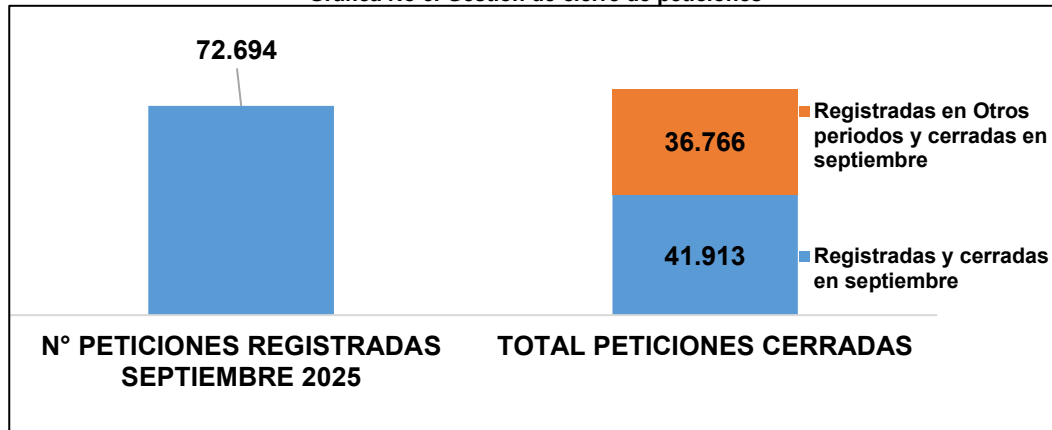 72.694
36.766
41.913
Registradas en Otros
periodos y cerradas en
septiembre
Registradas y cerradas
en septiembre
N° PETICIONES REGISTRADAS
SEPTIEMBRE 2025
TOTAL PETICIONES CERRADAS